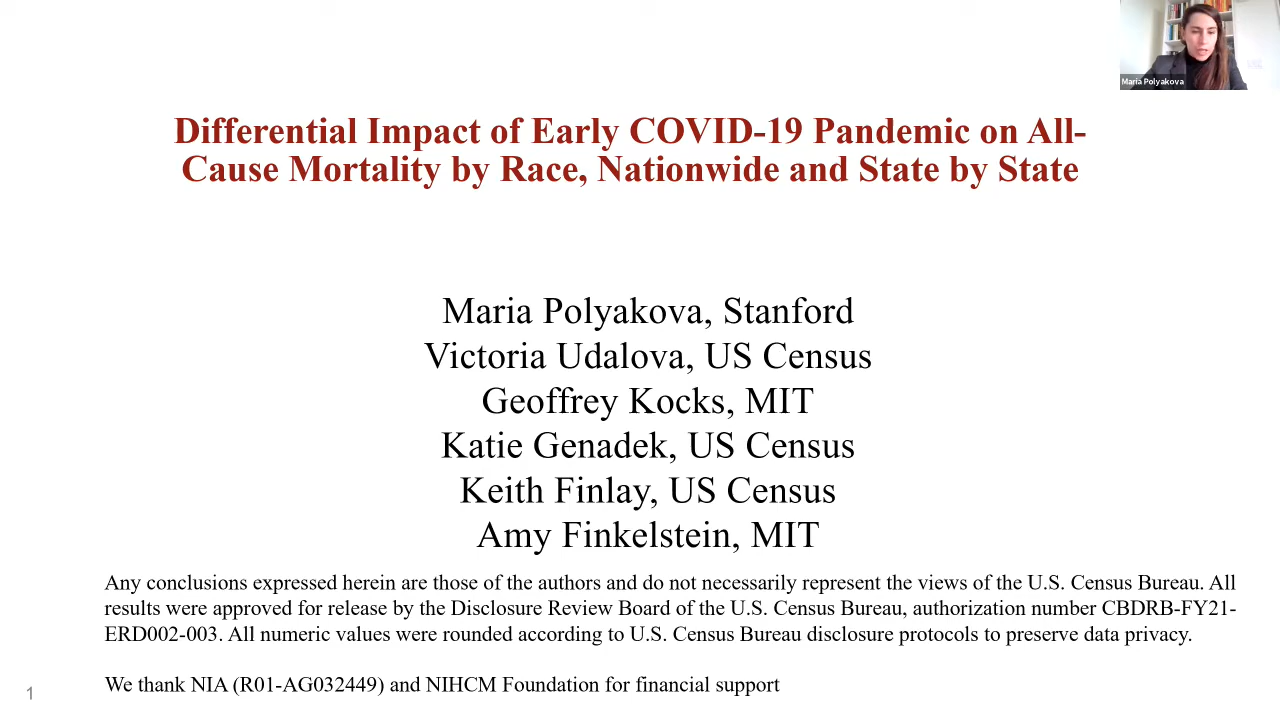 Maria Polyakova
Differential Impact of Early COVID-19 Pandemic on All-
Cause Mortality by Race, Nationwide and State by State
Maria Polyakova, Stanford
Victoria Udalova, US Census
Geoffrey Kocks, MIT
Katie Genadek, US Census
Keith Finlay, US Census
Amy Finkelstein, MIT
Any conclusions expressed herein are those of the authors and do not necessarily represent the views of the U.S. Census Bureau. All
results were approved for release by the Disclosure Review Board of the U.S. Census Bureau, authorization number CBDRB-FY21-
ERD002-003. All numeric values were rounded according to U.S. Census Bureau disclosure protocols to preserve data privacy.
We thank NIA (R01-AG032449) and NIHCM Foundation for financial support
1